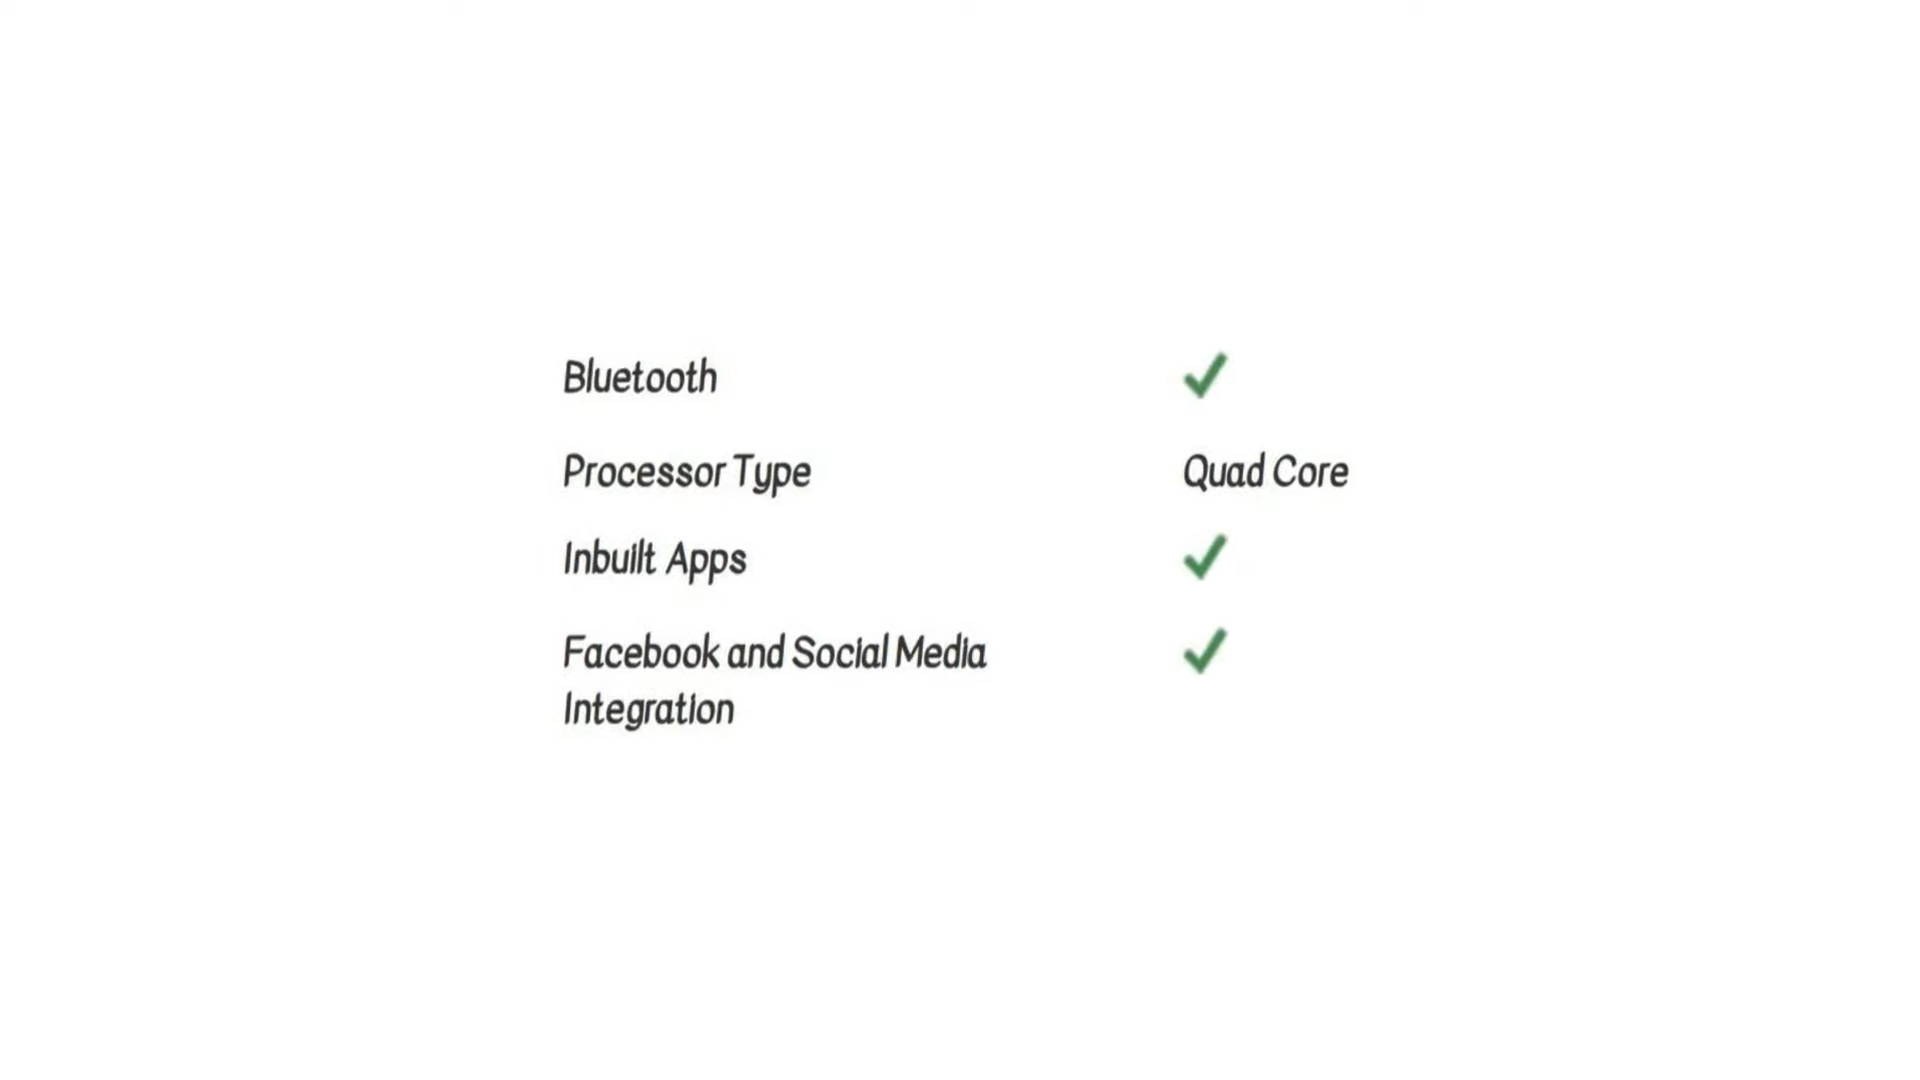 Bluetooth
Processor Type Quad Core
Inbuilt Apps
Facebook and Social Media
Integration